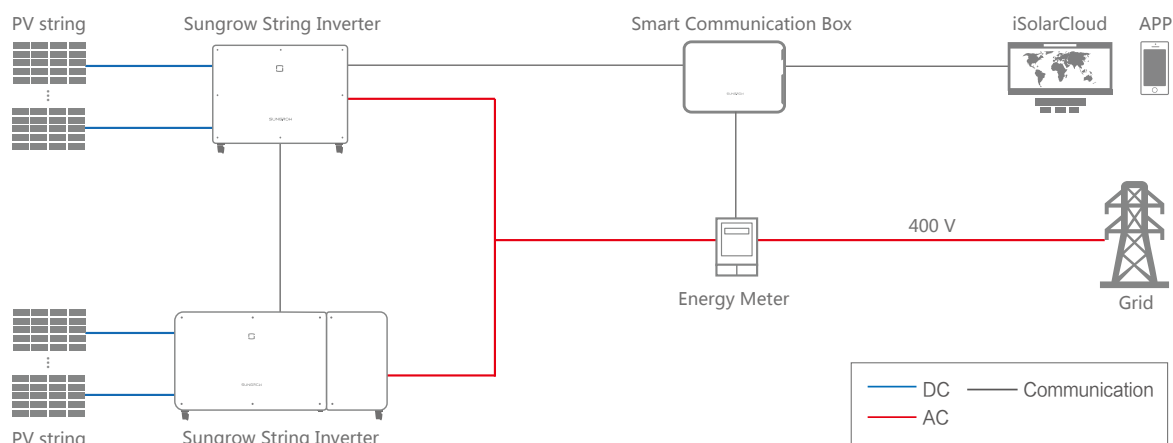 PV string Sungrow String Inverter Smart Communication Box iSolarCloud APP
400 V
Energy Meter
Grid
DC Communication
AC
PV string Sungrow String Inverter